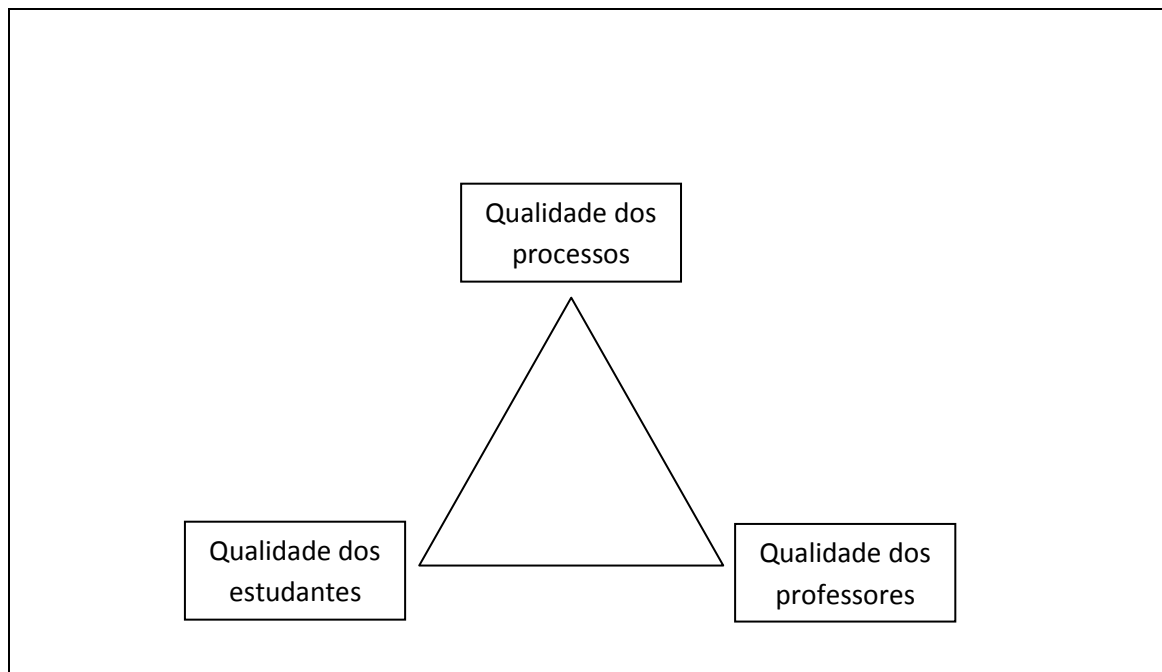 Qualidade dos
processos
Qualidade dos
estudantes
Qualidade dos
professores